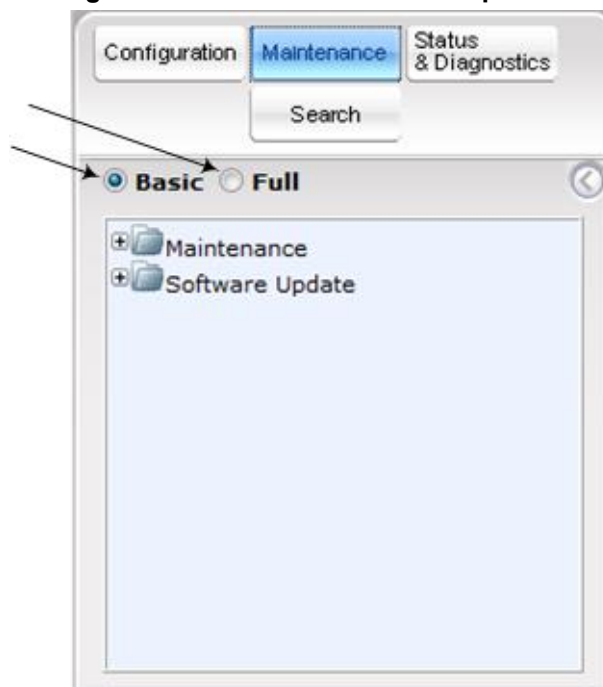 Configuration
Maintenance
Status
& Diagnostics
Search
Basic
Full
Maintenance
Software Update